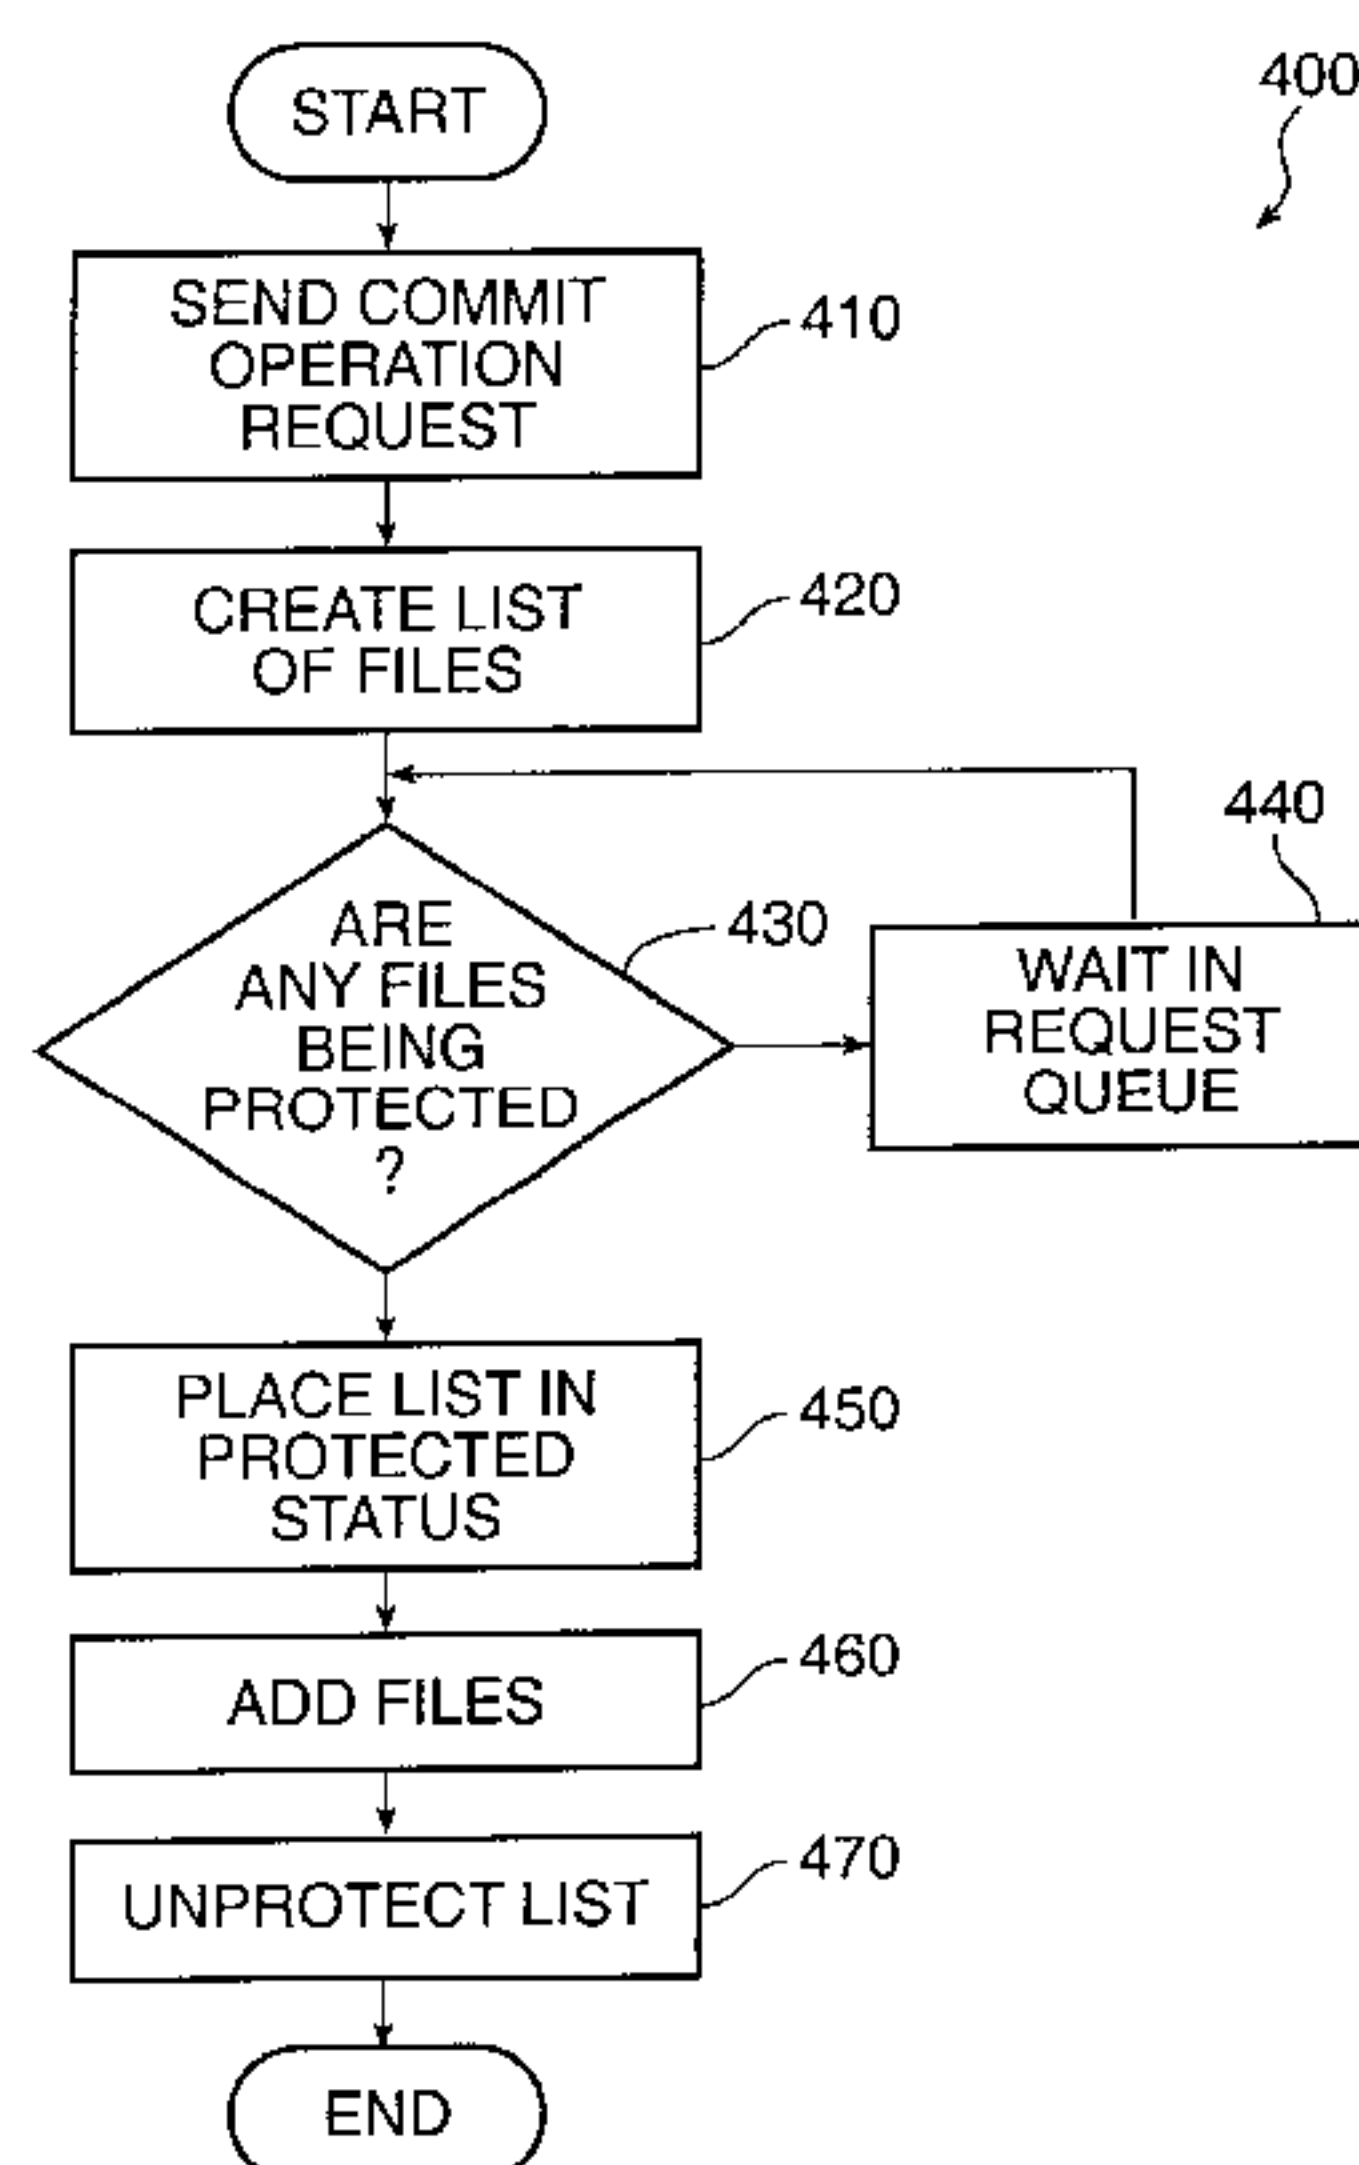 START
400
SEND COMMIT
OPERATION
REQUEST
410
CREATE LIST
OF FILES
420
440
ARE
ANY FILES
BEING
PROTECTED
?
430
WAIT IN
REQUEST
QUEUE
PLACE LIST IN
PROTECTED
STATUS
450
ADD FILES
460
UNPROTECT LIST
470
END